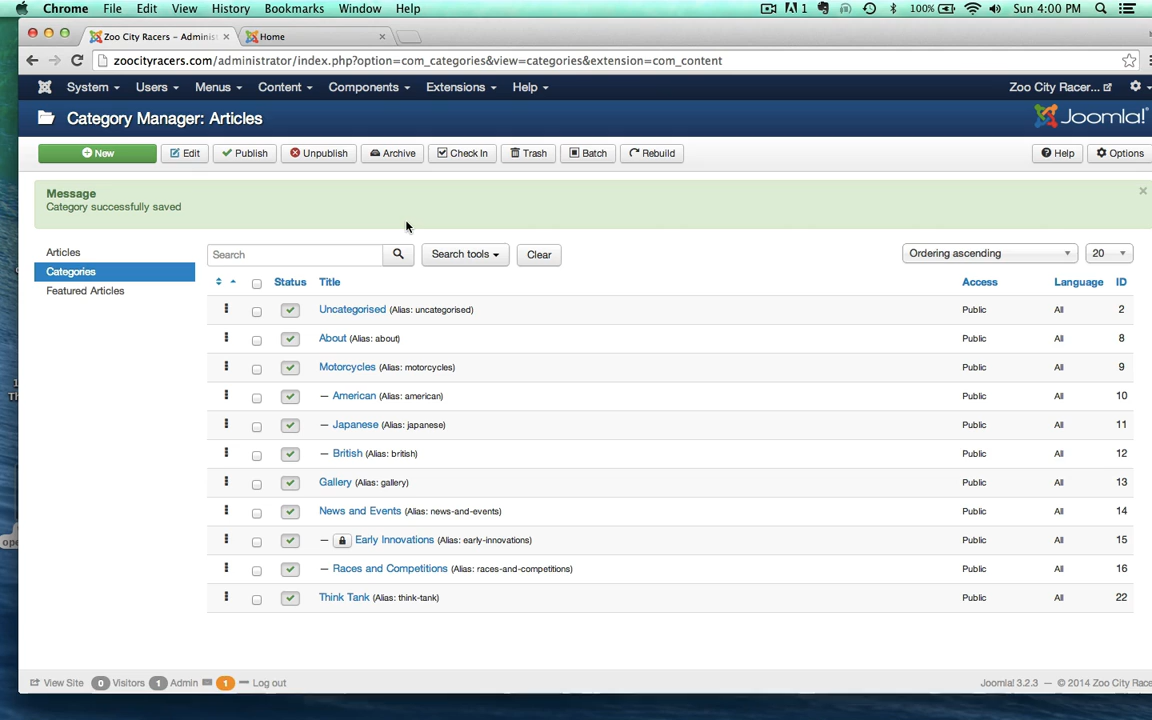 Chrome File Edit View History Bookmarks Window Help 1 100% Sun 4:00 PM
Zoo City Racers – Adminis Home
zoocityracers.com/administrator/index.php?option=com_categories&view=categories&extension=com_content
System Users Menus Content Components Extensions Help Zoo City Racer...
Category Manager: Articles Joomla!
New Edit Publish Unpublish Archive Check In Trash Batch Rebuild Help Options
Message
Category successfully saved
Articles
Categories
Featured Articles
Search Search tools Clear Ordering ascending 20
Status Title Access Language ID
Uncategorised (Alias: uncategorised) Public All 2
About (Alias: about) Public All 8
Motorcycles (Alias: motorcycles) Public All 9
– American (Alias: american) Public All 10
– Japanese (Alias: japanese) Public All 11
– British (Alias: british) Public All 12
Gallery (Alias: gallery) Public All 13
News and Events (Alias: news-and-events) Public All 14
– Early Innovations (Alias: early-innovations) Public All 15
– Races and Competitions (Alias: races-and-competitions) Public All 16
Think Tank (Alias: think-tank) Public All 22
View Site 0 Visitors 1 Admin 1 Log out Joomla! 3.2.3 — © 2014 Zoo City Race